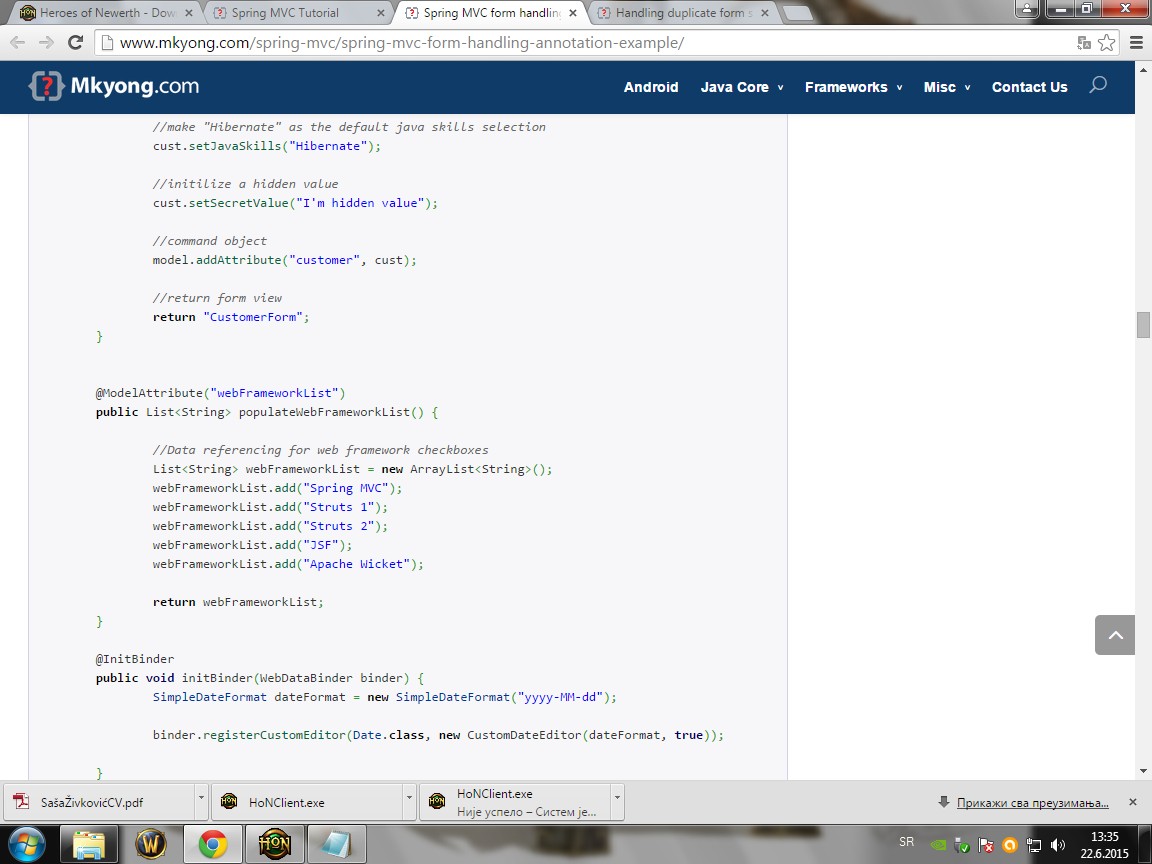 Heroes of Newerth - Dow
Spring MVC Tutorial
Spring MVC form handling
Handling duplicate form s
www.mkyong.com/spring-mvc/spring-mvc-form-handling-annotation-example/
Mkyong.com
Android
Java Core
Frameworks
Misc
Contact Us
//make "Hibernate" as the default java skills selection
cust.setJavaSkills("Hibernate");
//initilize a hidden value
cust.setSecretValue("I'm hidden value");
//command object
model.addAttribute("customer", cust);
//return form view
return "CustomerForm";
}
@ModelAttribute("webFrameworkList")
public List<String> populateWebFrameworkList() {
//Data referencing for web framework checkboxes
List<String> webFrameworkList = new ArrayList<String>();
webFrameworkList.add("Spring MVC");
webFrameworkList.add("Struts 1");
webFrameworkList.add("Struts 2");
webFrameworkList.add("JSF");
webFrameworkList.add("Apache Wicket");
return webFrameworkList;
}
@InitBinder
public void initBinder(WebDataBinder binder) {
SimpleDateFormat dateFormat = new SimpleDateFormat("yyyy-MM-dd");
binder.registerCustomEditor(Date.class, new CustomDateEditor(dateFormat, true));
}
SašaŽivkovićCV.pdf
HoNClient.exe
HoNClient.exe
Није успело – Систем је...
Прикажи сва преузимања...
HON
SR
13:35
22.6.2015